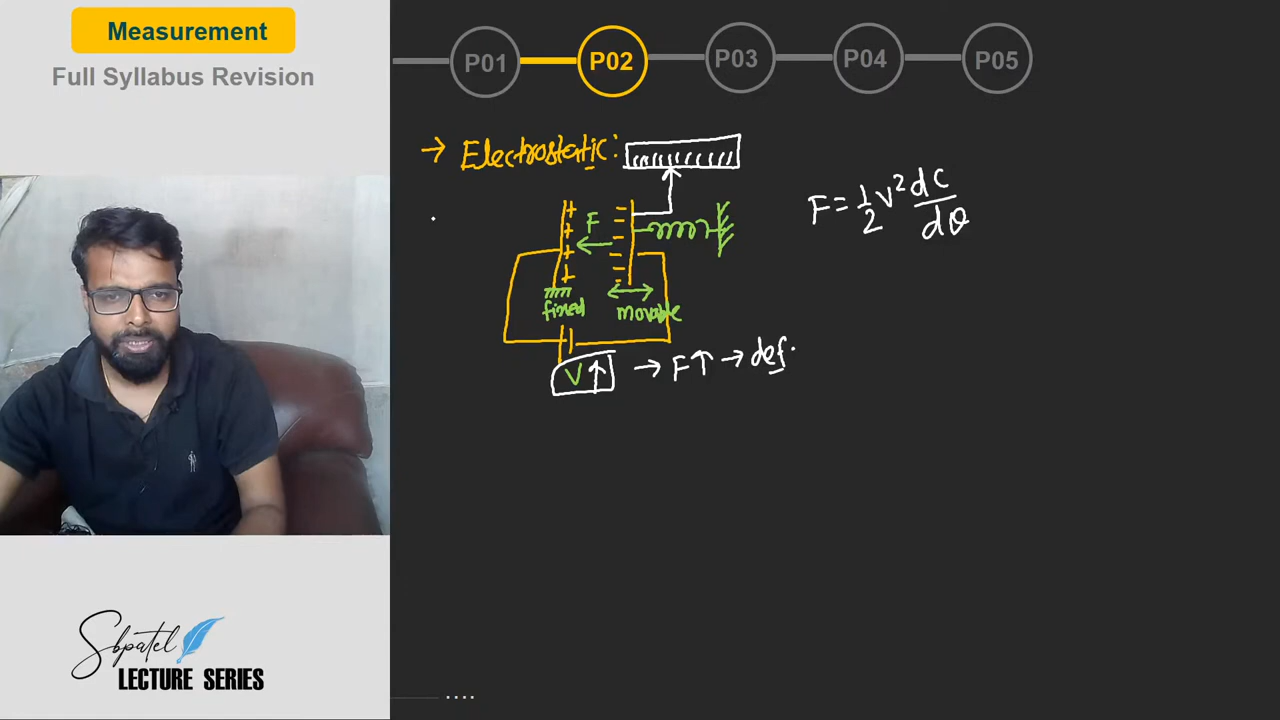 Measurement
Full Syllabus Revision
P01 P02 P03 P04 P05
→ Electrostatic:
F = 1/2 V² dC/dθ
+ + + +
F
fixed
movable
V↑ → F↑ → def.
Sbpatel
LECTURE SERIES